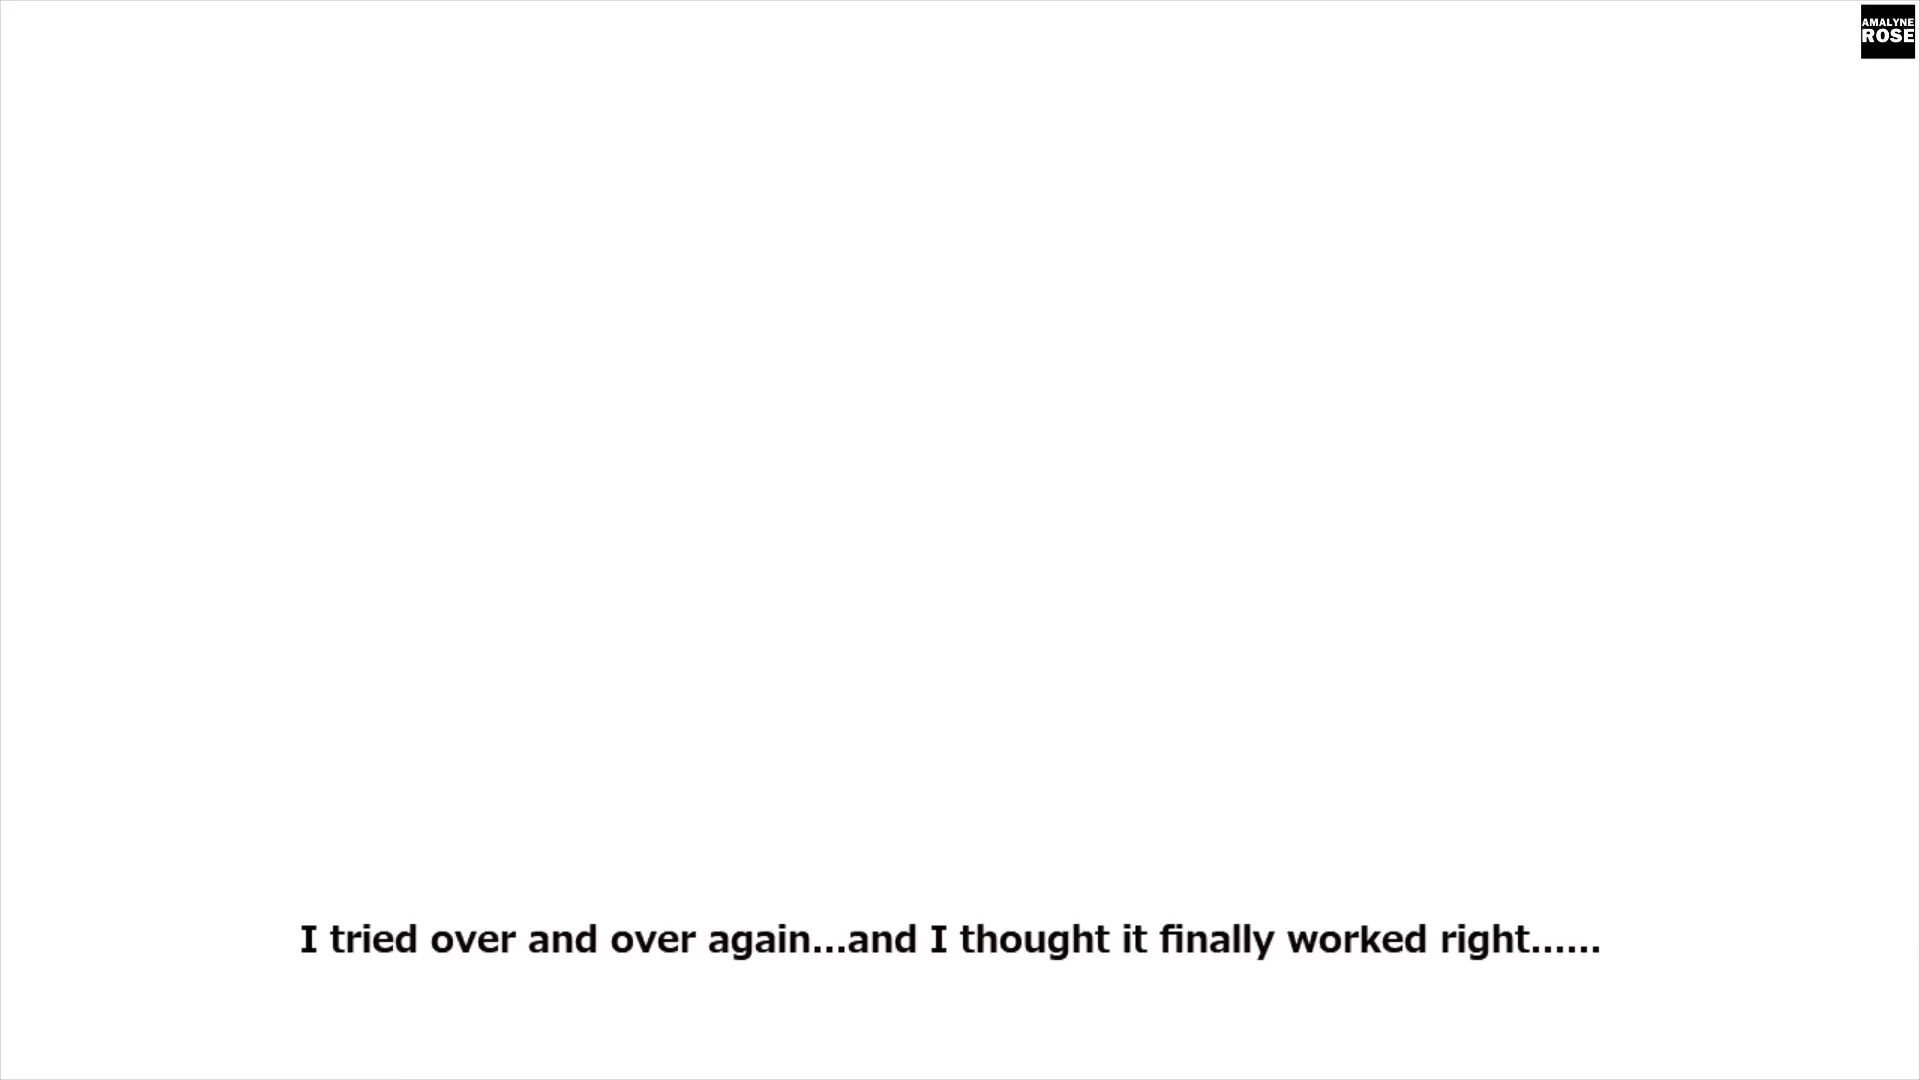 AMALYNE
ROSE
I tried over and over again...and I thought it finally worked right......